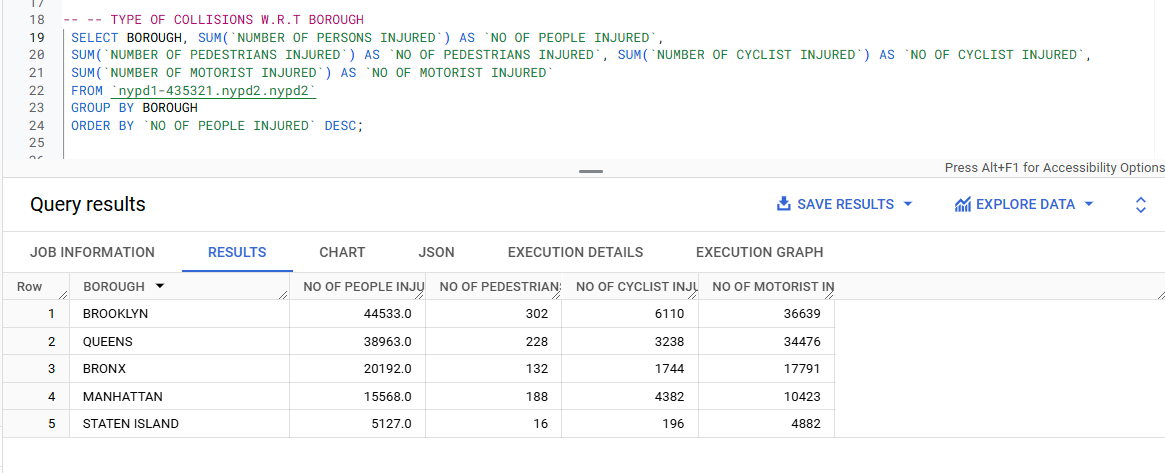 17
18 -- -- TYPE OF COLLISIONS W.R.T BOROUGH
19 SELECT BOROUGH, SUM(`NUMBER OF PERSONS INJURED`) AS `NO OF PEOPLE INJURED`,
20 SUM(`NUMBER OF PEDESTRIANS INJURED`) AS `NO OF PEDESTRIANS INJURED`, SUM(`NUMBER OF CYCLIST INJURED`) AS `NO OF CYCLIST INJURED`,
21 SUM(`NUMBER OF MOTORIST INJURED`) AS `NO OF MOTORIST INJURED`
22 FROM `nypd1-435321.nypd2.nypd2`
23 GROUP BY BOROUGH
24 ORDER BY `NO OF PEOPLE INJURED` DESC;
25
26
Press Alt+F1 for Accessibility Options
Query results SAVE RESULTS EXPLORE DATA
JOB INFORMATION RESULTS CHART JSON EXECUTION DETAILS EXECUTION GRAPH
Row BOROUGH NO OF PEOPLE INJU NO OF PEDESTRIANS NO OF CYCLIST INJU NO OF MOTORIST IN
1 BROOKLYN 44533.0 302 6110 36639
2 QUEENS 38963.0 228 3238 34476
3 BRONX 20192.0 132 1744 17791
4 MANHATTAN 15568.0 188 4382 10423
5 STATEN ISLAND 5127.0 16 196 4882